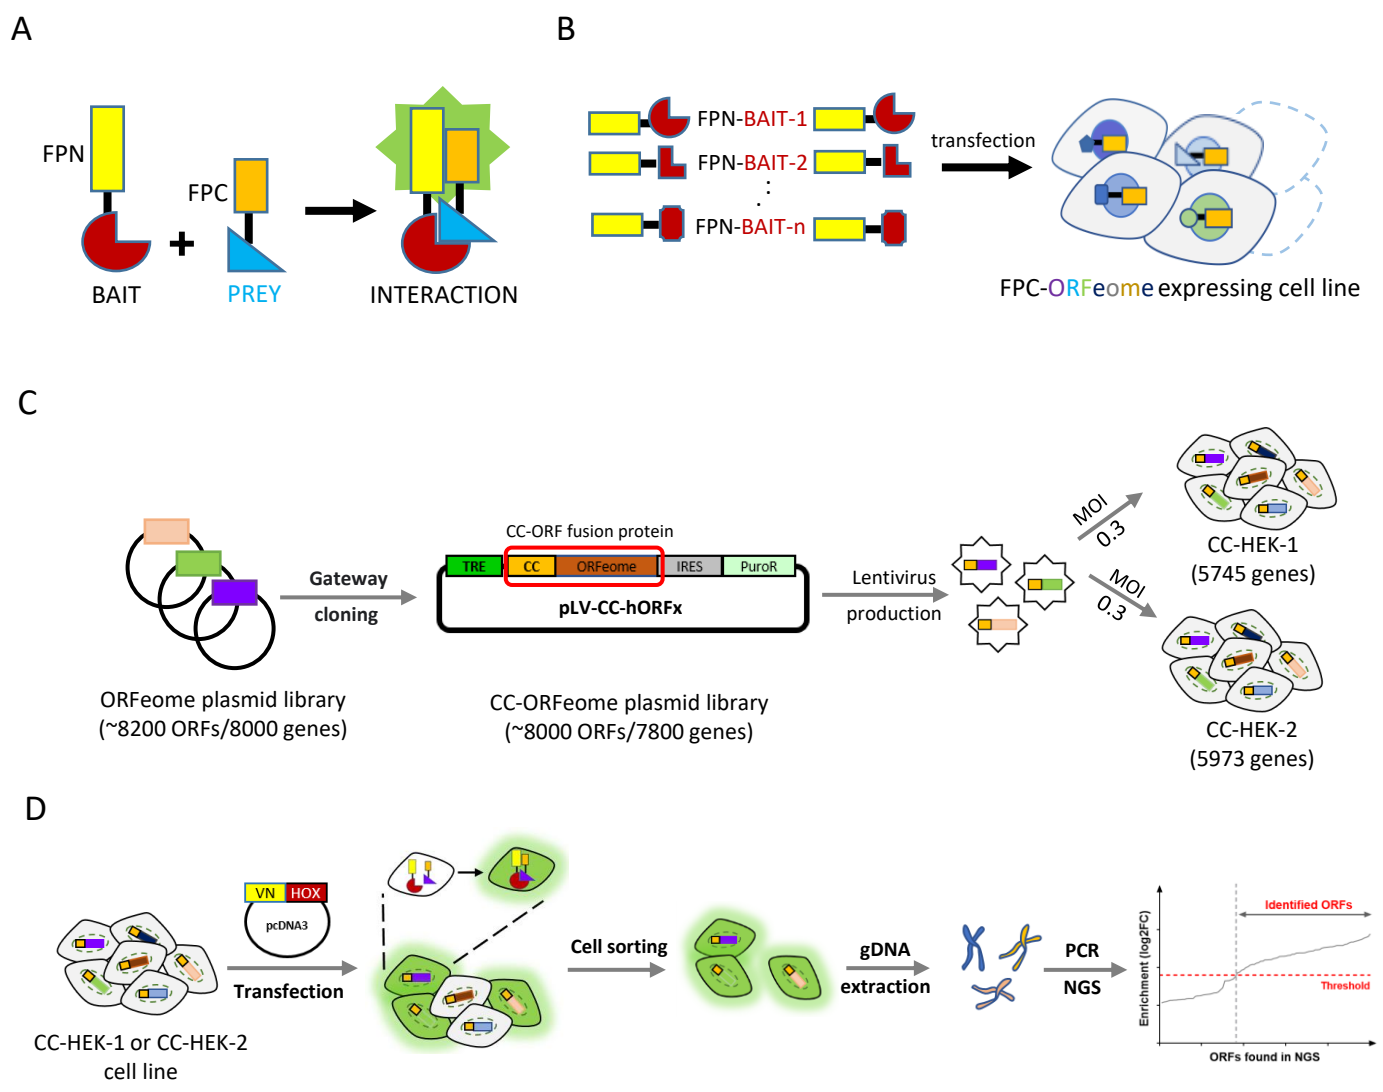 A
FPN
FPC
BAIT
PREY
INTERACTION
B
FPN-BAIT-1
FPN-BAIT-2
FPN-BAIT-n
transfection
FPC-ORFeome expressing cell line
C
Gateway
cloning
ORFeome plasmid library
(~8200 ORFs/8000 genes)
CC-ORF fusion protein
TRE CC ORFeome IRES PuroR
pLV-CC-hORFx
CC-ORFeome plasmid library
(~8000 ORFs/7800 genes)
Lentivirus
production
MOI
0.3
MOI
0.3
CC-HEK-1
(5745 genes)
CC-HEK-2
(5973 genes)
D
CC-HEK-1 or CC-HEK-2
cell line
VN HOX
pcDNA3
Transfection
Cell sorting
gDNA
extraction
PCR
NGS
Enrichment (log2FC)
Identified ORFs
Threshold
ORFs found in NGS